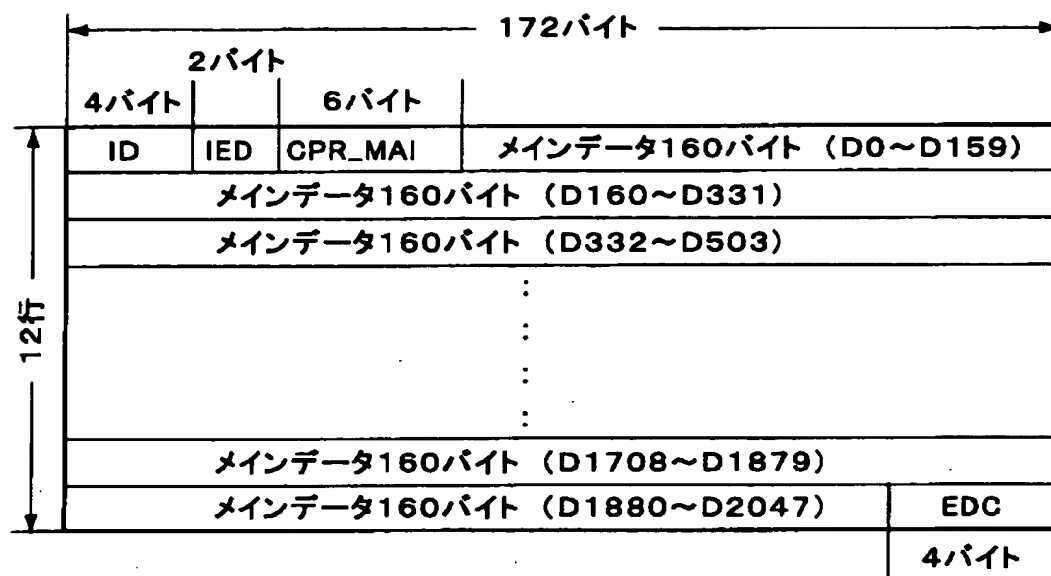 172バイト
2バイト
4バイト 6バイト
ID IED CPR_MAI メインデータ160バイト (D0~D159)
メインデータ160バイト (D160~D331)
メインデータ160バイト (D332~D503)
12行
メインデータ160バイト (D1708~D1879)
メインデータ160バイト (D1880~D2047) EDC
4バイト